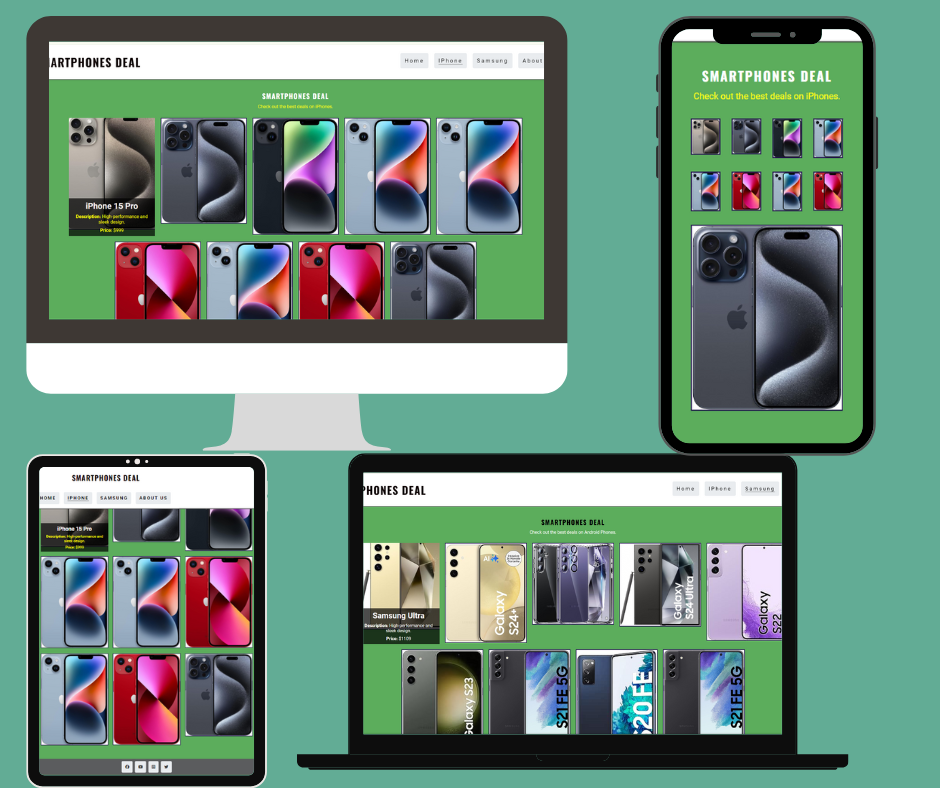 ARTPHONES DEAL
Home
IPhone
Samsung
About
SMARTPHONES DEAL
Check out the best deals on iPhones.
iPhone 15 Pro
Description: High-performance and
sleek design.
Price: $999
SMARTPHONES DEAL
Check out the best deals on iPhones.
SMARTPHONES DEAL
HOME
IPHONE
SAMSUNG
ABOUT US
iPhone 15 Pro
Description: High-performance and
sleek design.
Price: $999
PHONES DEAL
Home
IPhone
Samsung
SMARTPHONES DEAL
Check out the best deals on Android Phones.
Samsung Ultra
Description: High-performance and
sleek design.
Price: $1109
Galaxy
S24+
Galaxy
S24 Ultra
Galaxy
S22
Galaxy S23
S21 FE 5G
S20 FE
S21 FE 5G